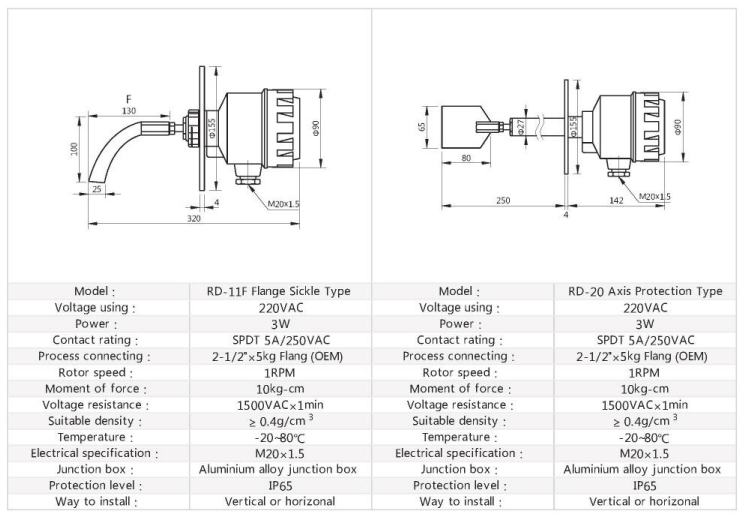 F
130
100
25
320
4
Φ155
Φ90
M20×1.5
65
80
Φ27
Φ155
Φ90
M20×1.5
250
4
142
Model : RD-11F Flange Sickle Type Model : RD-20 Axis Protection Type
Voltage using : 220VAC Voltage using : 220VAC
Power : 3W Power : 3W
Contact rating : SPDT 5A/250VAC Contact rating : SPDT 5A/250VAC
Process connecting : 2-1/2"×5kg Flang (OEM) Process connecting : 2-1/2"×5kg Flang (OEM)
Rotor speed : 1RPM Rotor speed : 1RPM
Moment of force : 10kg-cm Moment of force : 10kg-cm
Voltage resistance : 1500VAC×1min Voltage resistance : 1500VAC×1min
Suitable density : ≥ 0.4g/cm³ Suitable density : ≥ 0.4g/cm³
Temperature : -20~80℃ Temperature : -20~80℃
Electrical specification : M20×1.5 Electrical specification : M20×1.5
Junction box : Aluminium alloy junction box Junction box : Aluminium alloy junction box
Protection level : IP65 Protection level : IP65
Way to install : Vertical or horizonal Way to install : Vertical or horizonal